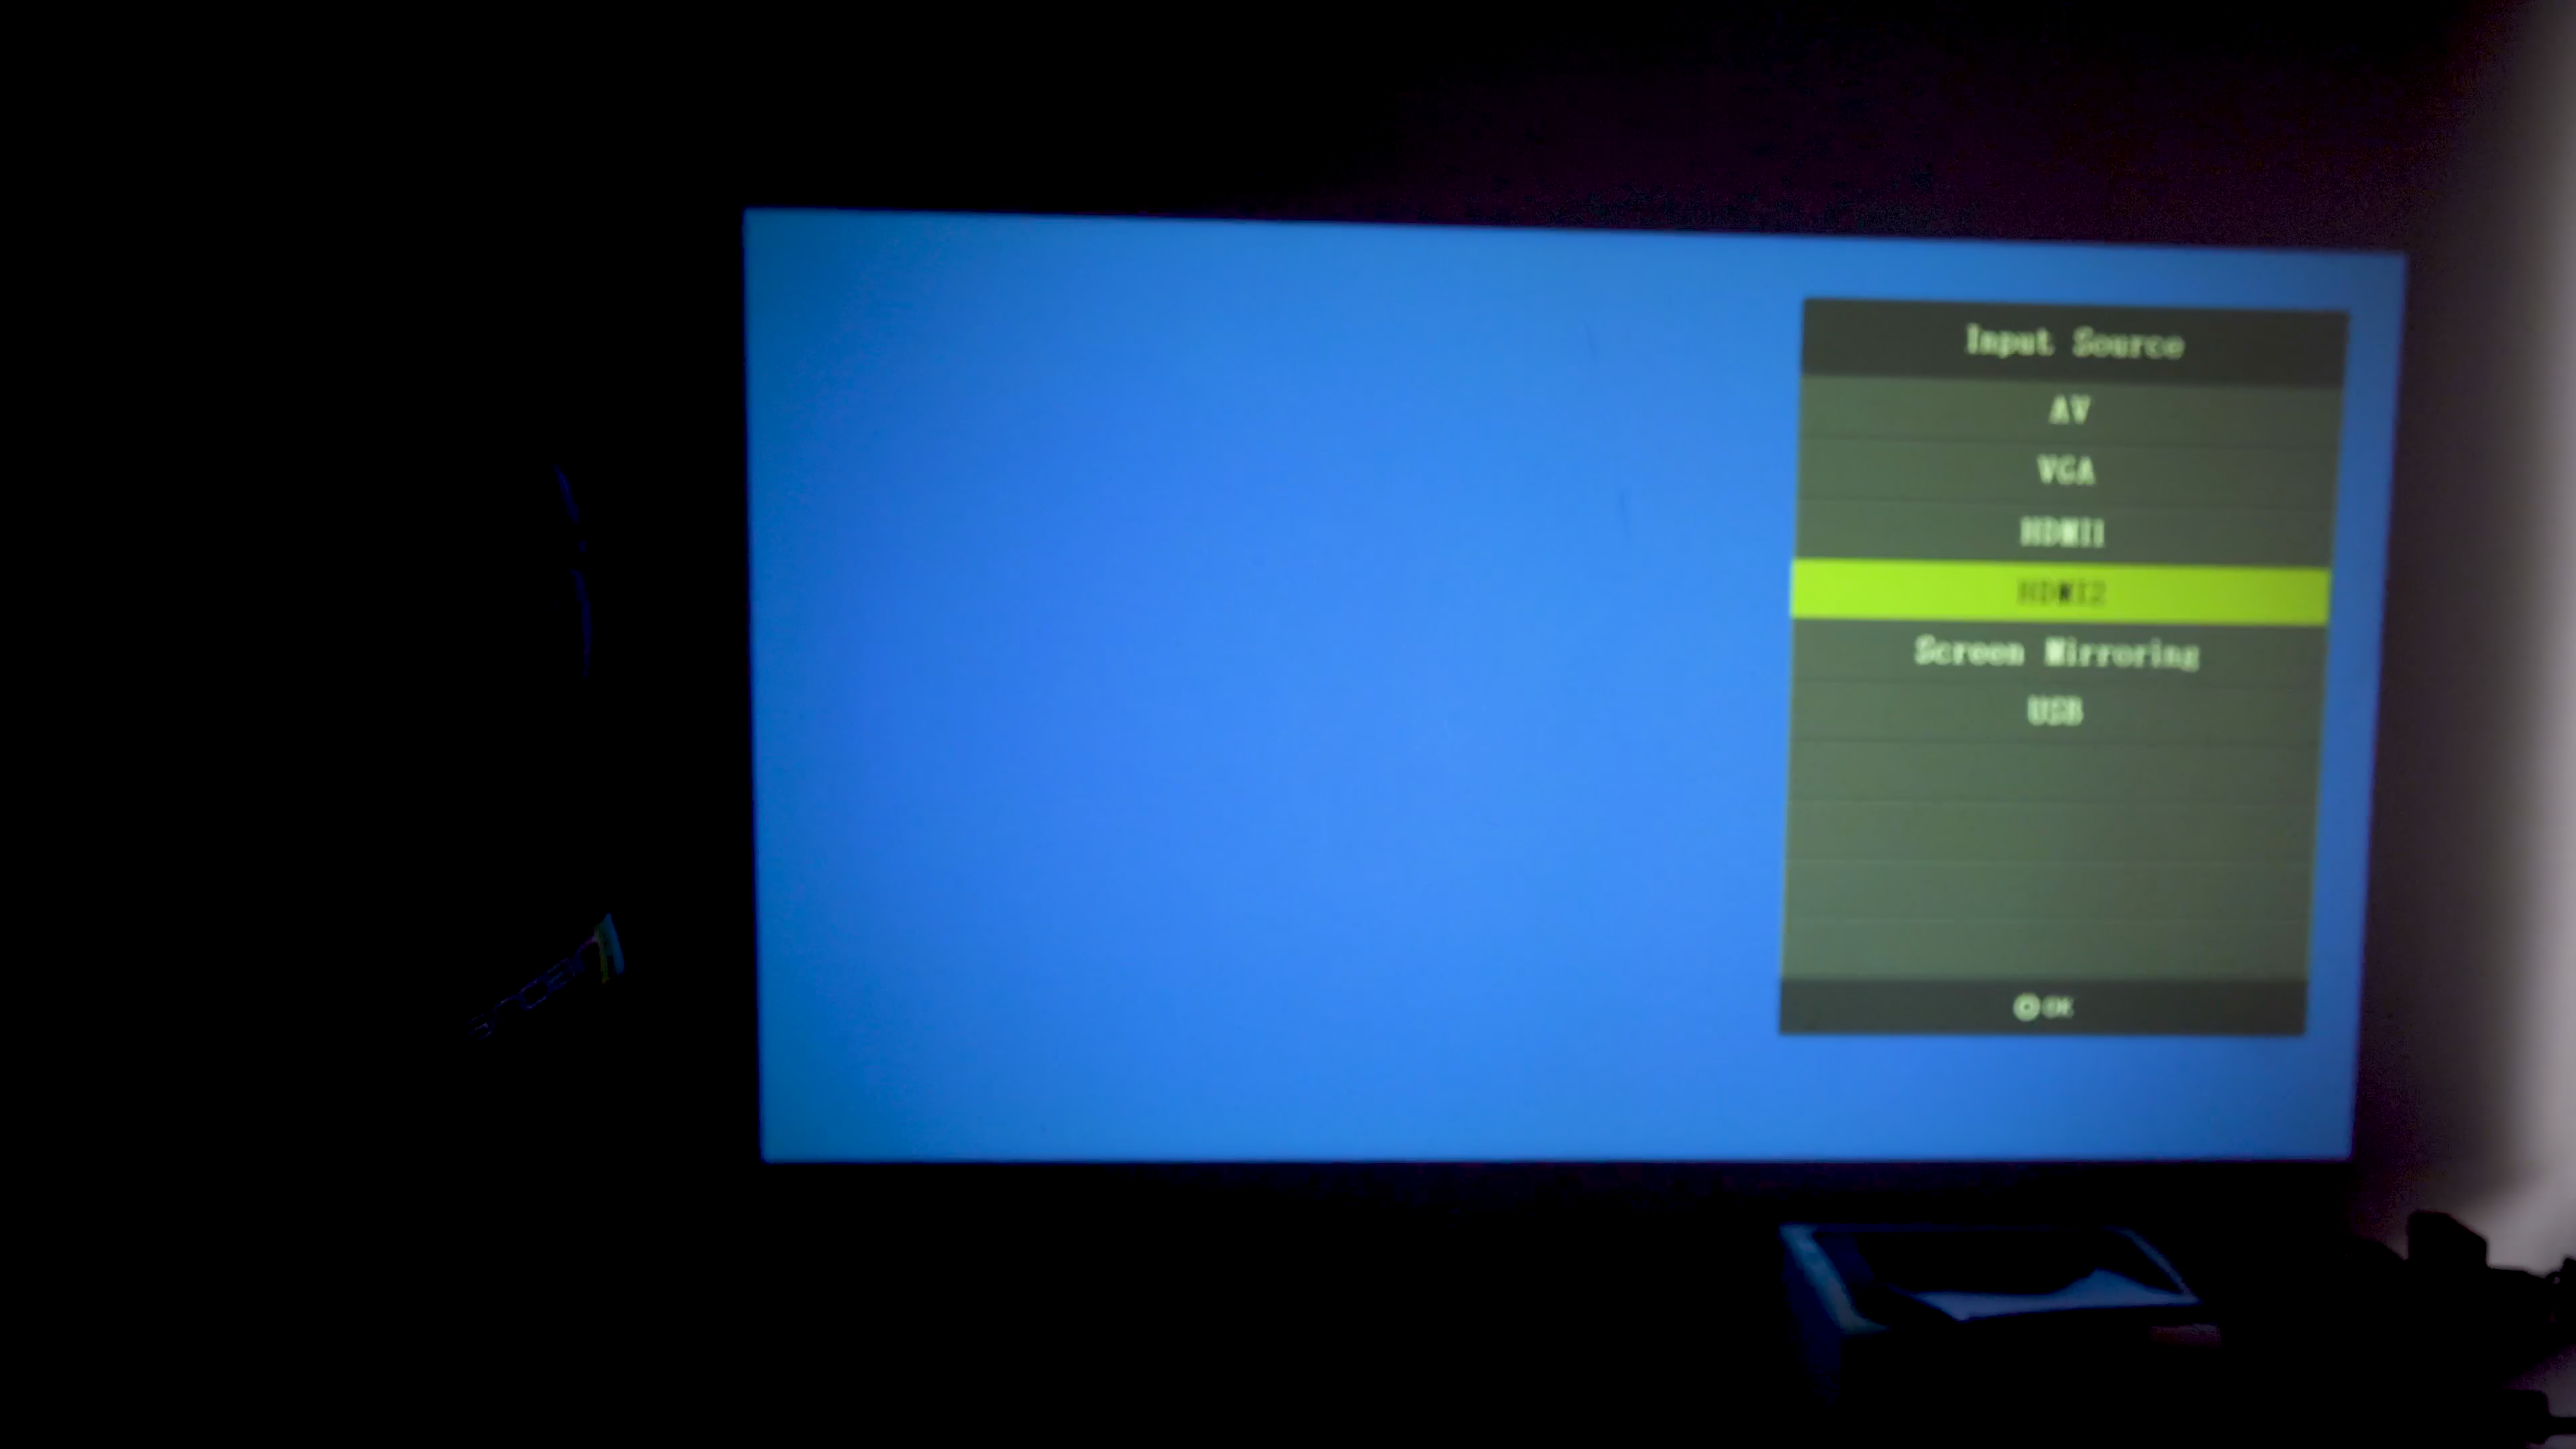 Input Source
AV
VGA
HDMI1
HDMI2
Screen Mirroring
USB
OK